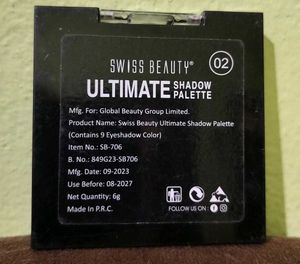 SWISS BEAUTY® 02
ULTIMATE SHADOW PALETTE
Mfg. For: Global Beauty Group Limited.
Product Name: Swiss Beauty Ultimate Shadow Palette
(Contains 9 Eyeshadow Color)
Item No.: SB-706
B. No.: 849G23-SB706
Mfg. Date: 09-2023
Use Before: 08-2027
Net Quantity: 6g
Made in P.R.C.
FOLLOW US ON :